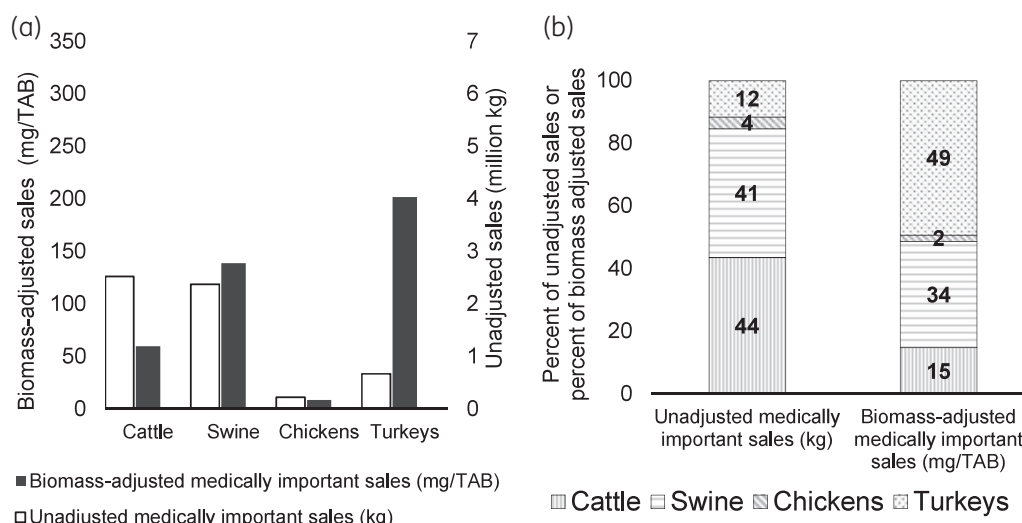 (a)
Biomass-adjusted sales (mg/TAB)
350
300
250
200
150
100
50
0
Cattle Swine Chickens Turkeys
7
6
5
4
3
2
1
0
Unadjusted sales (million kg)
Biomass-adjusted medically important sales (mg/TAB)
Unadjusted medically important sales (kg)
(b)
Percent of unadjusted sales or
percent of biomass adjusted sales
100
80
60
40
20
0
12
4
41
44
49
2
34
15
Unadjusted medically
important sales (kg)
Biomass-adjusted
medically important
sales (mg/TAB)
Cattle Swine Chickens Turkeys